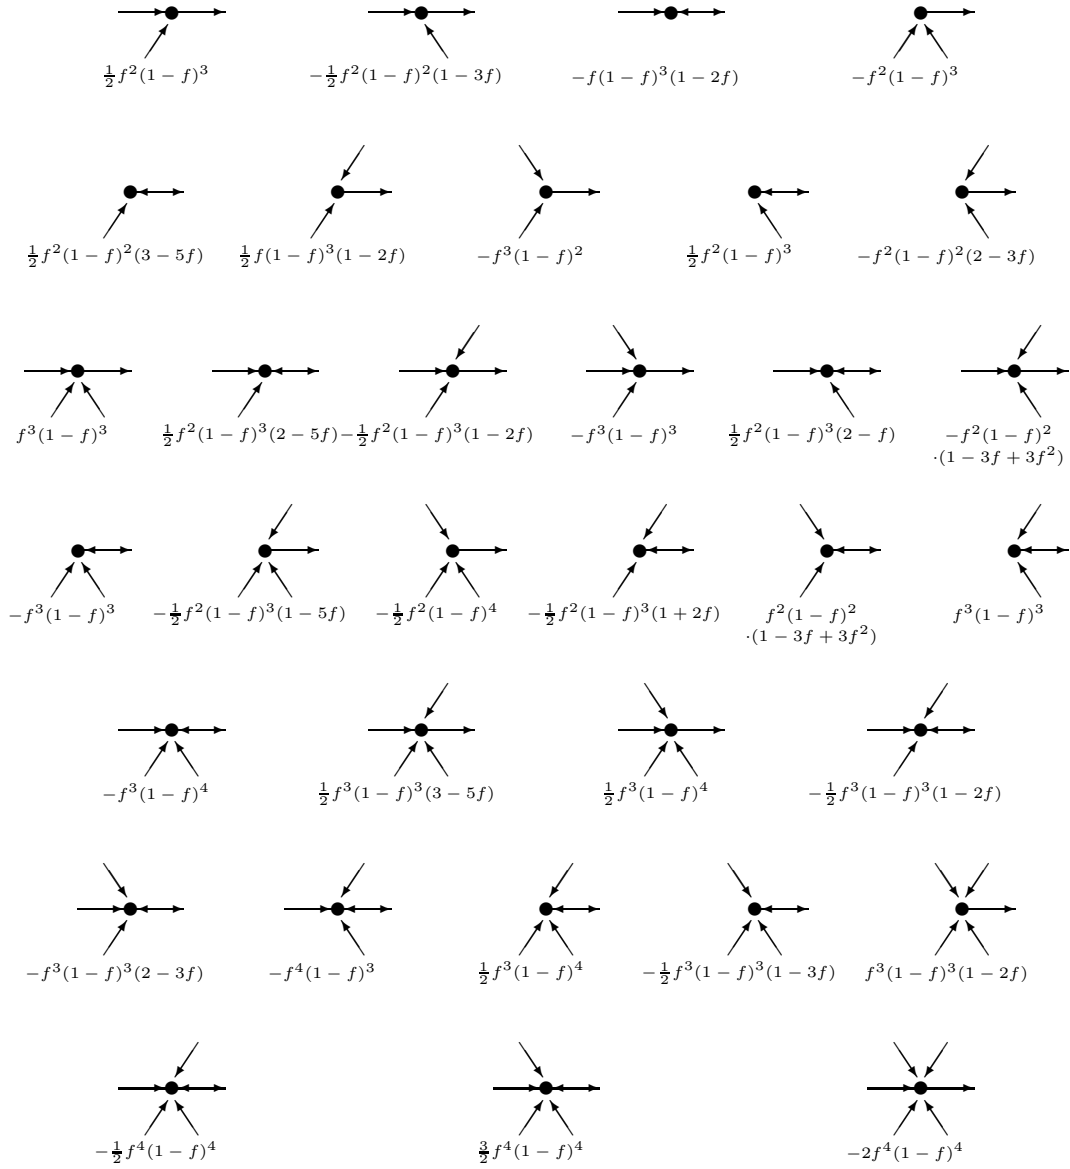 ½f²(1 − f)³ −½f²(1 − f)²(1 − 3f) −f(1 − f)³(1 − 2f) −f²(1 − f)³
½f²(1 − f)²(3 − 5f) ½f(1 − f)³(1 − 2f) −f³(1 − f)² ½f²(1 − f)³ −f²(1 − f)²(2 − 3f)
f³(1 − f)³ ½f²(1 − f)³(2 − 5f) −½f²(1 − f)³(1 − 2f) −f³(1 − f)³ ½f²(1 − f)³(2 − f) −f²(1 − f)²
·(1 − 3f + 3f²)
−f³(1 − f)³ −½f²(1 − f)³(1 − 5f) −½f²(1 − f)⁴ −½f²(1 − f)³(1 + 2f) f²(1 − f)² f³(1 − f)³
·(1 − 3f + 3f²)
−f³(1 − f)⁴ ½f³(1 − f)³(3 − 5f) ½f³(1 − f)⁴ −½f³(1 − f)³(1 − 2f)
−f³(1 − f)³(2 − 3f) −f⁴(1 − f)³ ½f³(1 − f)⁴ −½f³(1 − f)³(1 − 3f) f³(1 − f)³(1 − 2f)
−½f⁴(1 − f)⁴ 3/2f⁴(1 − f)⁴ −2f⁴(1 − f)⁴